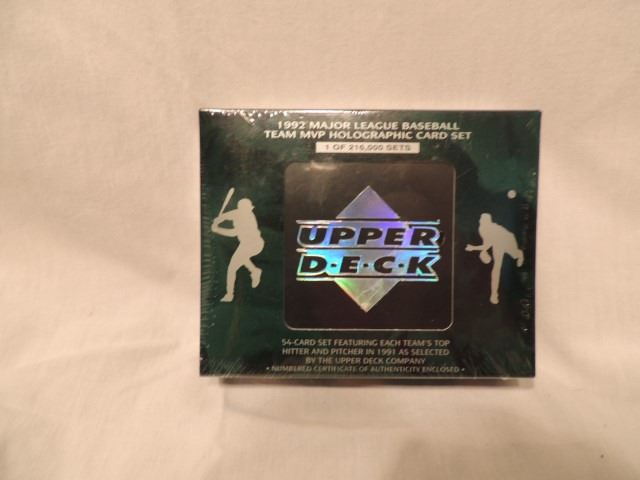 1992 MAJOR LEAGUE BASEBALL
TEAM MVP HOLOGRAPHIC CARD SET
1 OF 216,000 SETS
UPPER
D·E·C·K
54-CARD SET FEATURING EACH TEAM'S TOP
HITTER AND PITCHER IN 1991 AS SELECTED
BY THE UPPER DECK COMPANY
• NUMBERED CERTIFICATE OF AUTHENTICITY ENCLOSED •